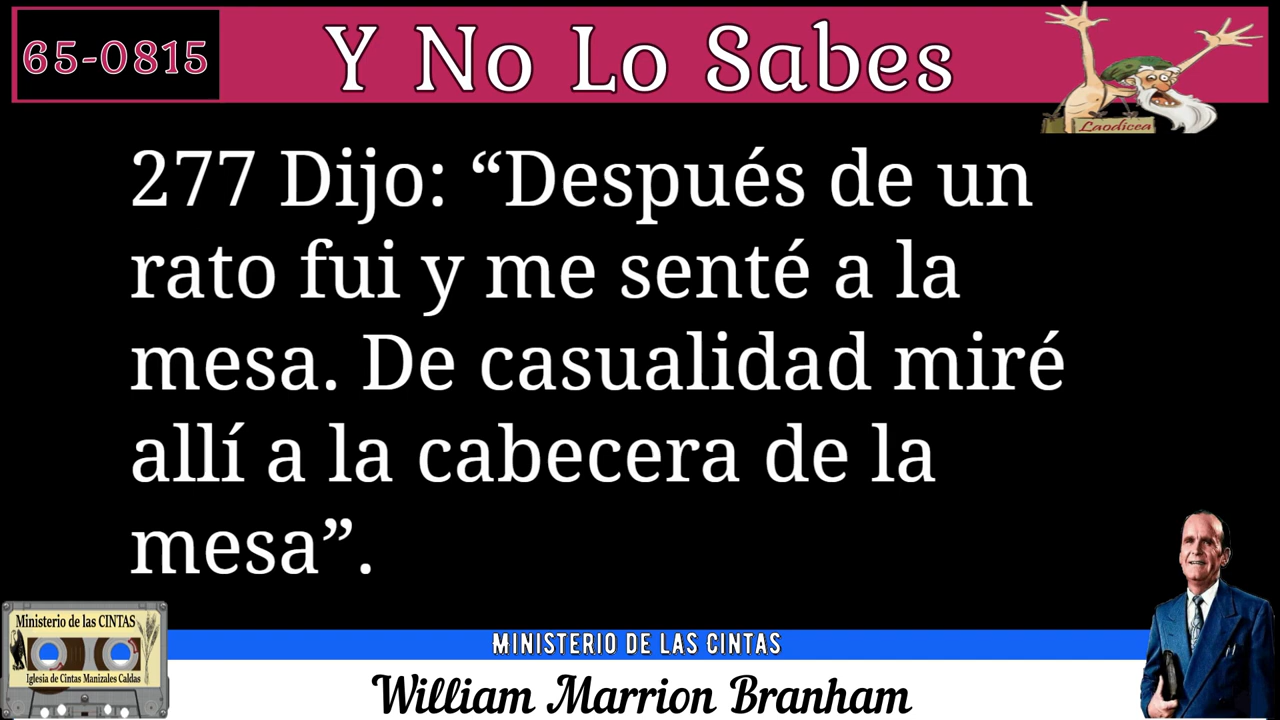 65-0815
Y No Lo Sabes
Laodicea
277 Dijo: “Después de un
rato fui y me senté a la
mesa. De casualidad miré
allí a la cabecera de la
mesa”.
Ministerio de las CINTAS
Iglesia de Cintas Manizales Caldas
MINISTERIO DE LAS CINTAS
William Marrion Branham